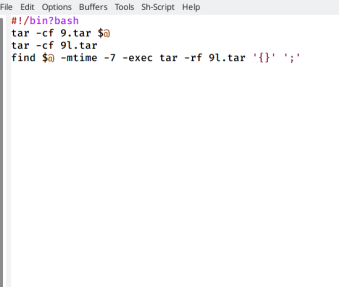 File Edit Options Buffers Tools Sh-Script Help
#!/bin?bash
tar -cf 9.tar $@
tar -cf 9l.tar
find $@ -mtime -7 -exec tar -rf 9l.tar '{}' ';'